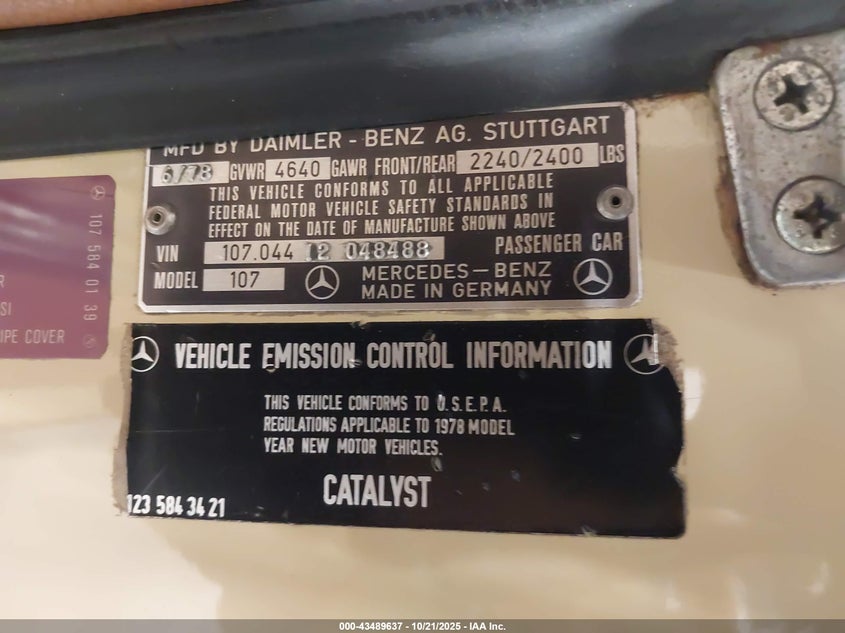 MFD BY DAIMLER - BENZ AG. STUTTGART
6/78 GVWR 4640 GAWR FRONT/REAR 2240/2400 LBS
THIS VEHICLE CONFORMS TO ALL APPLICABLE
FEDERAL MOTOR VEHICLE SAFETY STANDARDS IN
EFFECT ON THE DATE OF MANUFACTURE SHOWN ABOVE
VIN 107.044 12 048488 PASSENGER CAR
MODEL 107 MERCEDES-BENZ
MADE IN GERMANY
107 584 01 39
R
SI
IPE COVER
VEHICLE EMISSION CONTROL INFORMATION
THIS VEHICLE CONFORMS TO U.S.E.P.A.
REGULATIONS APPLICABLE TO 1978 MODEL
YEAR NEW MOTOR VEHICLES.
CATALYST
123 584 34 21
000-43489637 - 10/21/2025 - IAA Inc.